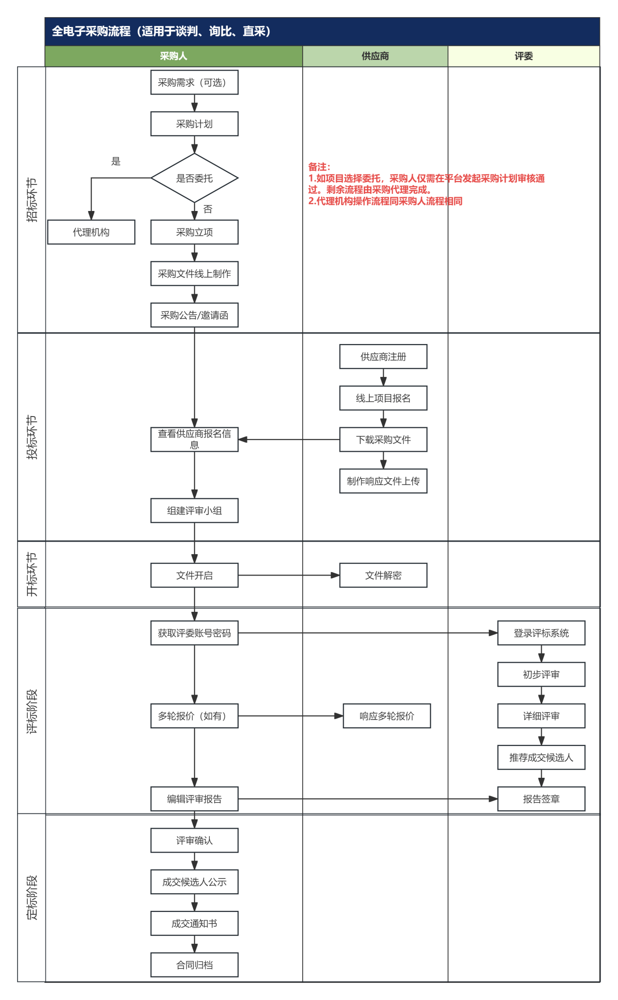 全电子采购流程（适用于谈判、询比、直采）
采购人
供应商
评委
招标环节
采购需求（可选）
采购计划
是
是否委托
否
代理机构
采购立项
采购文件线上制作
采购公告/邀请函
备注：
1.如项目选择委托，采购人仅需在平台发起采购计划审核通
过。剩余流程由采购代理完成。
2.代理机构操作流程同采购人流程相同
投标环节
供应商注册
线上项目报名
查看供应商报名信
息
下载采购文件
制作响应文件上传
组建评审小组
开标环节
文件开启
文件解密
评标阶段
获取评委账号密码
登录评标系统
初步评审
多轮报价（如有）
响应多轮报价
详细评审
推荐成交候选人
编辑评审报告
报告签章
定标阶段
评审确认
成交候选人公示
成交通知书
合同归档